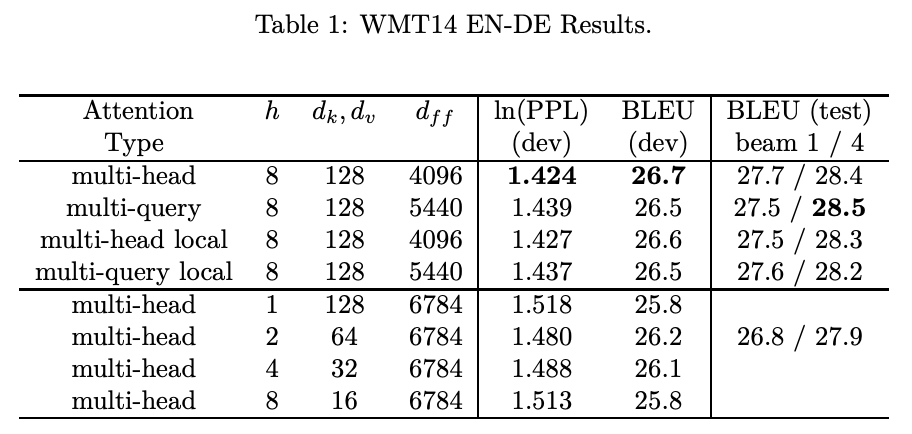 Table 1: WMT14 EN-DE Results.
Attention h d_k, d_v d_ff ln(PPL) BLEU BLEU (test)
Type (dev) (dev) beam 1 / 4
multi-head 8 128 4096 1.424 26.7 27.7 / 28.4
multi-query 8 128 5440 1.439 26.5 27.5 / 28.5
multi-head local 8 128 4096 1.427 26.6 27.5 / 28.3
multi-query local 8 128 5440 1.437 26.5 27.6 / 28.2
multi-head 1 128 6784 1.518 25.8
multi-head 2 64 6784 1.480 26.2 26.8 / 27.9
multi-head 4 32 6784 1.488 26.1
multi-head 8 16 6784 1.513 25.8